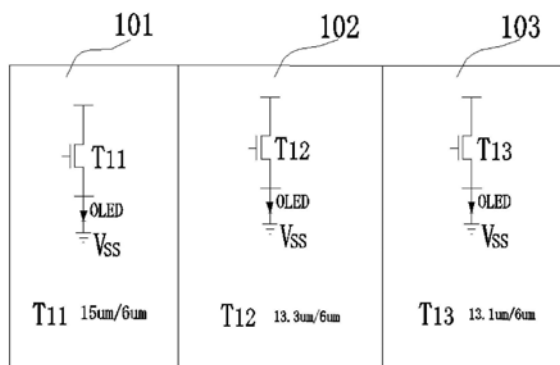 101 102 103
T11 T12 T13
OLED OLED OLED
VSS VSS VSS
T11 15um/6um T12 13.3um/6um T13 13.1um/6um